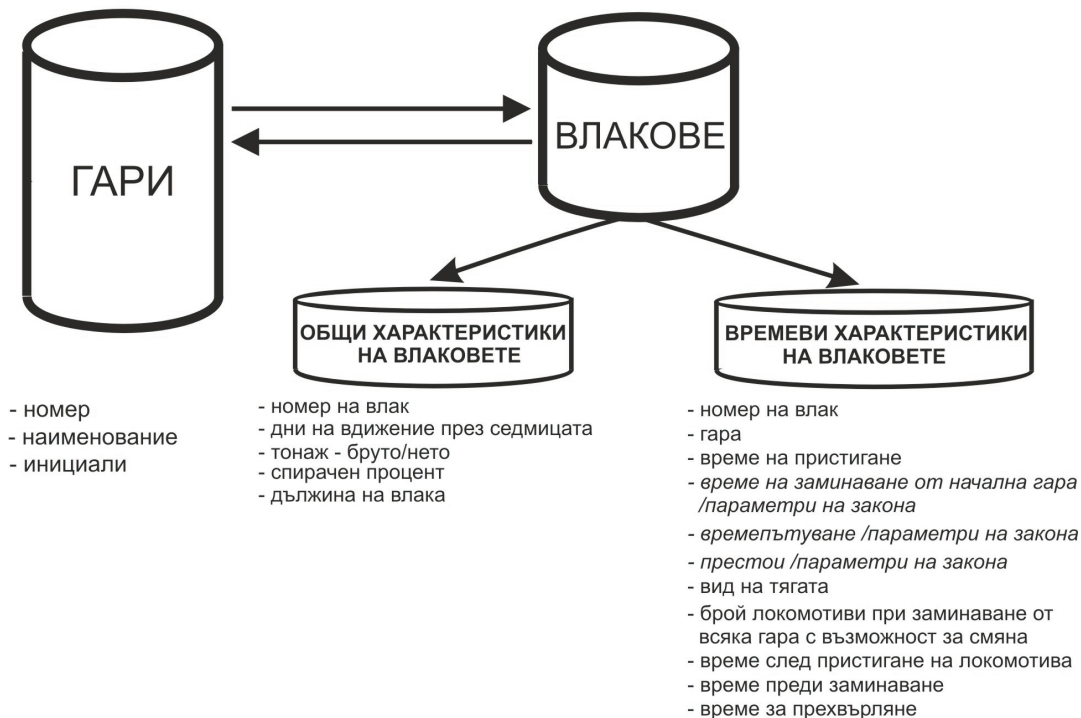 ГАРИ
ВЛАКОВЕ
ОБЩИ ХАРАКТЕРИСТИКИ
НА ВЛАКОВЕТЕ
ВРЕМЕВИ ХАРАКТЕРИСТИКИ
НА ВЛАКОВЕТЕ
- номер
- наименование
- инициали
- номер на влак
- дни на вдижение през седмицата
- тонаж - бруто/нето
- спирачен процент
- дължина на влака
- номер на влак
- гара
- време на пристигане
- време на заминаване от начална гара
/параметри на закона
- времепътуване /параметри на закона
- престои /параметри на закона
- вид на тягата
- брой локомотиви при заминаване от
всяка гара с възможност за смяна
- време след пристигане на локомотива
- време преди заминаване
- време за прехвърляне